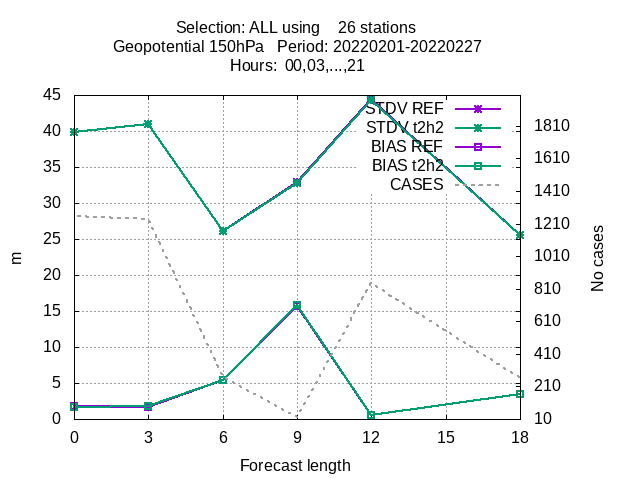 Selection: ALL using    26 stations
Geopotential 150hPa   Period: 20220201-20220227
Hours:  00,03,...,21
STDV REF
STDV t2h2
BIAS REF
BIAS t2h2
CASES
45
40
35
30
25
20
15
10
5
0
m
1810
1610
1410
1210
1010
810
610
410
210
10
No cases
0 3 6 9 12 15 18
Forecast length